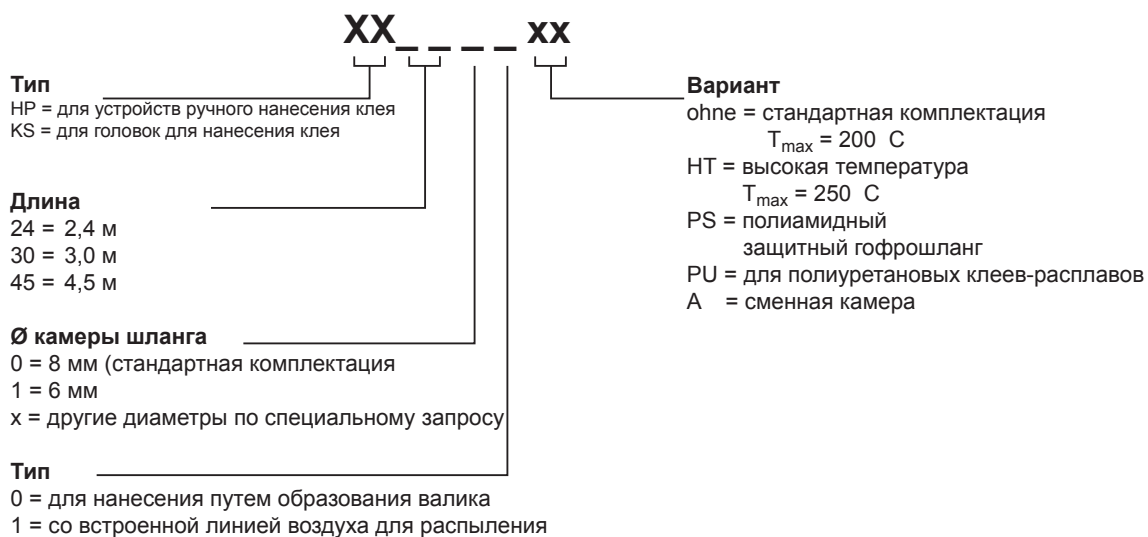 XX_ _ _ _ xx
Тип
HP = для устройств ручного нанесения клея
KS = для головок для нанесения клея
Длина
24 = 2,4 м
30 = 3,0 м
45 = 4,5 м
Ø камеры шланга
0 = 8 мм (стандартная комплектация
1 = 6 мм
x = другие диаметры по специальному запросу
Тип
0 = для нанесения путем образования валика
1 = со встроенной линией воздуха для распыления
Вариант
ohne = стандартная комплектация
T_max = 200 C
HT = высокая температура
T_max = 250 C
PS = полиамидный
защитный гофрошланг
PU = для полиуретановых клеев-расплавов
A = сменная камера